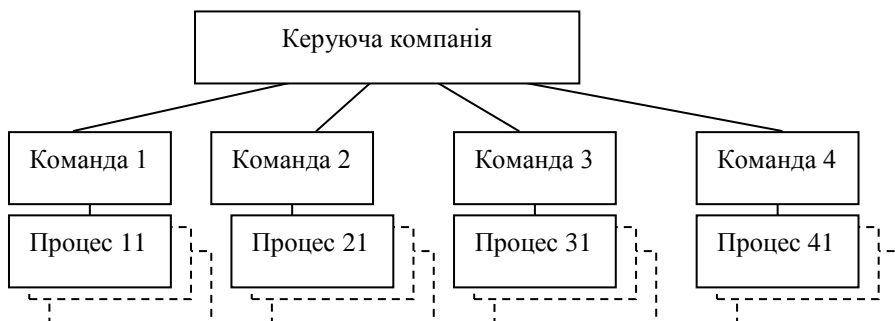 Керуюча компанія
Команда 1
Команда 2
Команда 3
Команда 4
Процес 11
Процес 21
Процес 31
Процес 41